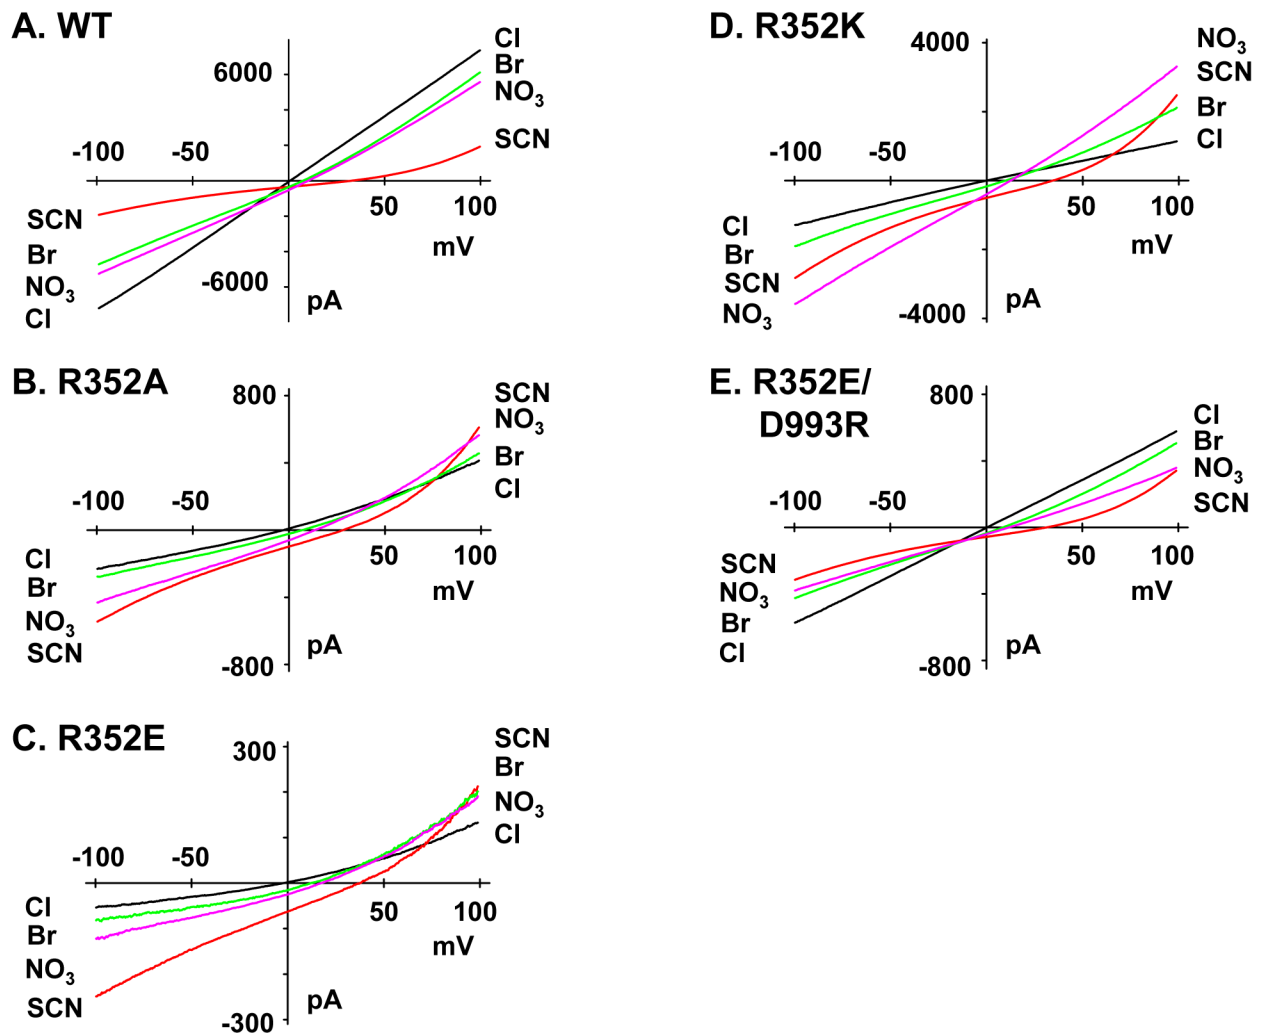 A. WT
6000
-100
-50
50
100
mV
-6000
pA
Cl
Br
NO3
SCN
SCN
Br
NO3
Cl
B. R352A
800
-100
-50
50
100
mV
-800
pA
SCN
NO3
Br
Cl
Cl
Br
NO3
SCN
C. R352E
300
-100
-50
50
100
mV
-300
pA
SCN
Br
NO3
Cl
Cl
Br
NO3
SCN
D. R352K
4000
-100
-50
50
100
mV
-4000
pA
NO3
SCN
Br
Cl
Cl
Br
SCN
NO3
E. R352E/
D993R
800
-100
-50
50
100
mV
-800
pA
Cl
Br
NO3
SCN
SCN
NO3
Br
Cl